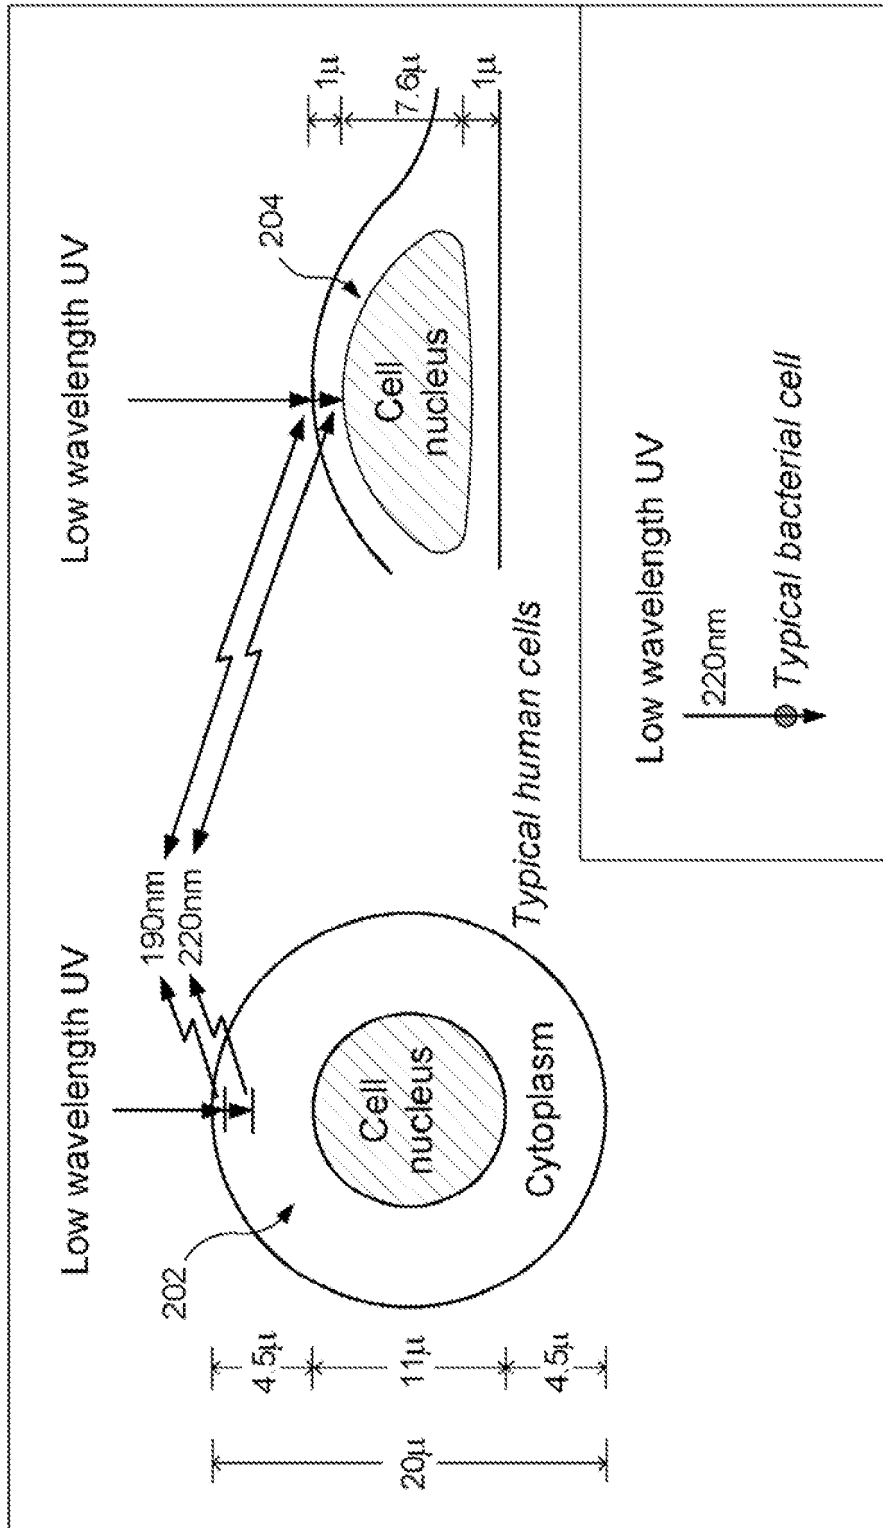 Low wavelength UV
202
190nm
220nm
Cell
nucleus
Cytoplasm
4.5µ
11µ
4.5µ
20µ
Low wavelength UV
204
Cell
nucleus
1µ
7.6µ
1µ
Typical human cells
Low wavelength UV
220nm
Typical bacterial cell